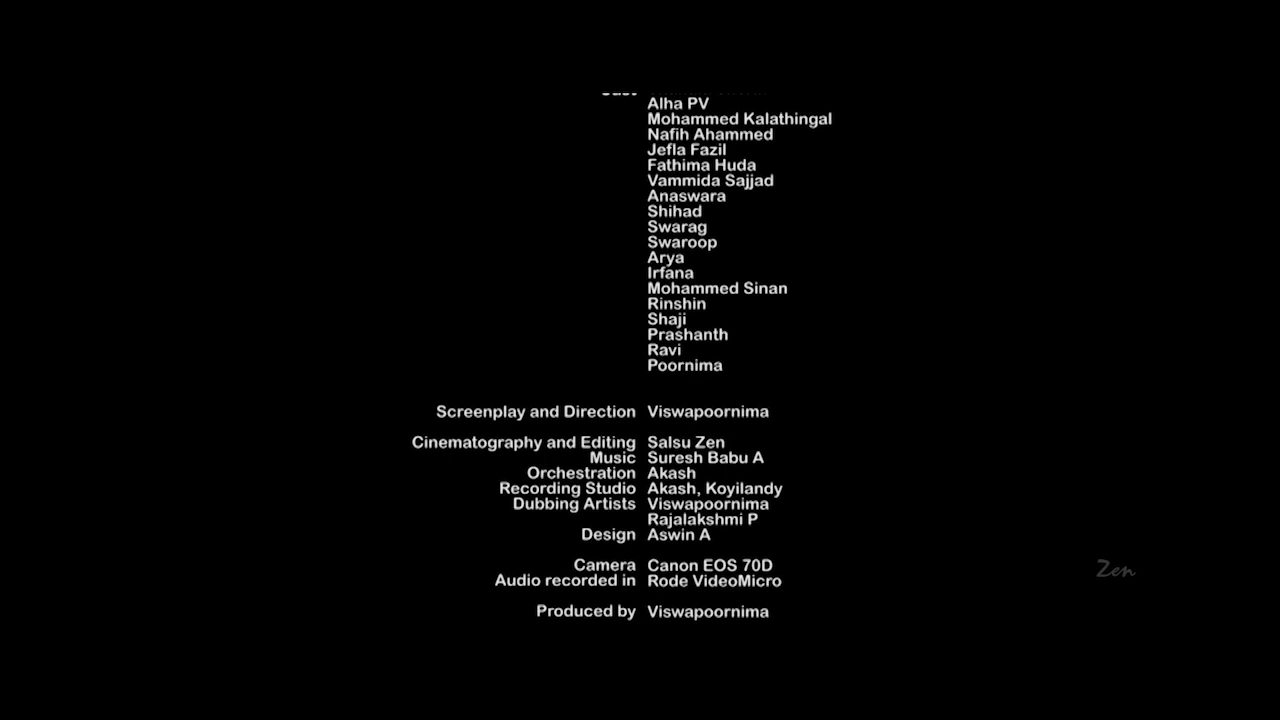 Alha PV
Mohammed Kalathingal
Nafih Ahammed
Jefla Fazil
Fathima Huda
Vammida Sajjad
Anaswara
Shihad
Swarag
Swaroop
Arya
Irfana
Mohammed Sinan
Rinshin
Shaji
Prashanth
Ravi
Poornima
Screenplay and Direction Viswapoornima
Cinematography and Editing Salsu Zen
Music Suresh Babu A
Orchestration Akash
Recording Studio Akash, Koyilandy
Dubbing Artists Viswapoornima
Rajalakshmi P
Design Aswin A
Camera Canon EOS 70D
Zen
Audio recorded in Rode VideoMicro
Produced by Viswapoornima